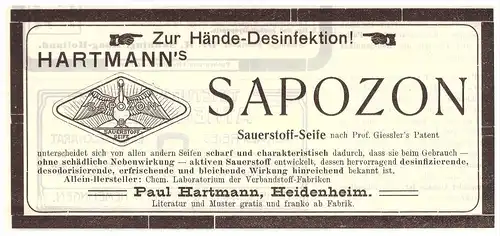 Zur Hände-Desinfektion!
HARTMANN's
SAPOZON
SAUERSTOFF
SEIFE
Sauerstoff-Seife nach Prof. Giessler's Patent
unterscheidet sich von allen andern Seifen scharf und charakteristisch dadurch, dass sie beim Gebrauch —
ohne schädliche Nebenwirkung — aktiven Sauerstoff entwickelt, dessen hervorragend desinfizierende,
desodorisierende, erfrischende und bleichende Wirkung hinreichend bekannt ist.
Allein-Hersteller: Chem. Laboratorium der Verbandstoff-Fabriken
Paul Hartmann, Heidenheim.
Literatur und Muster gratis und franko ab Fabrik.